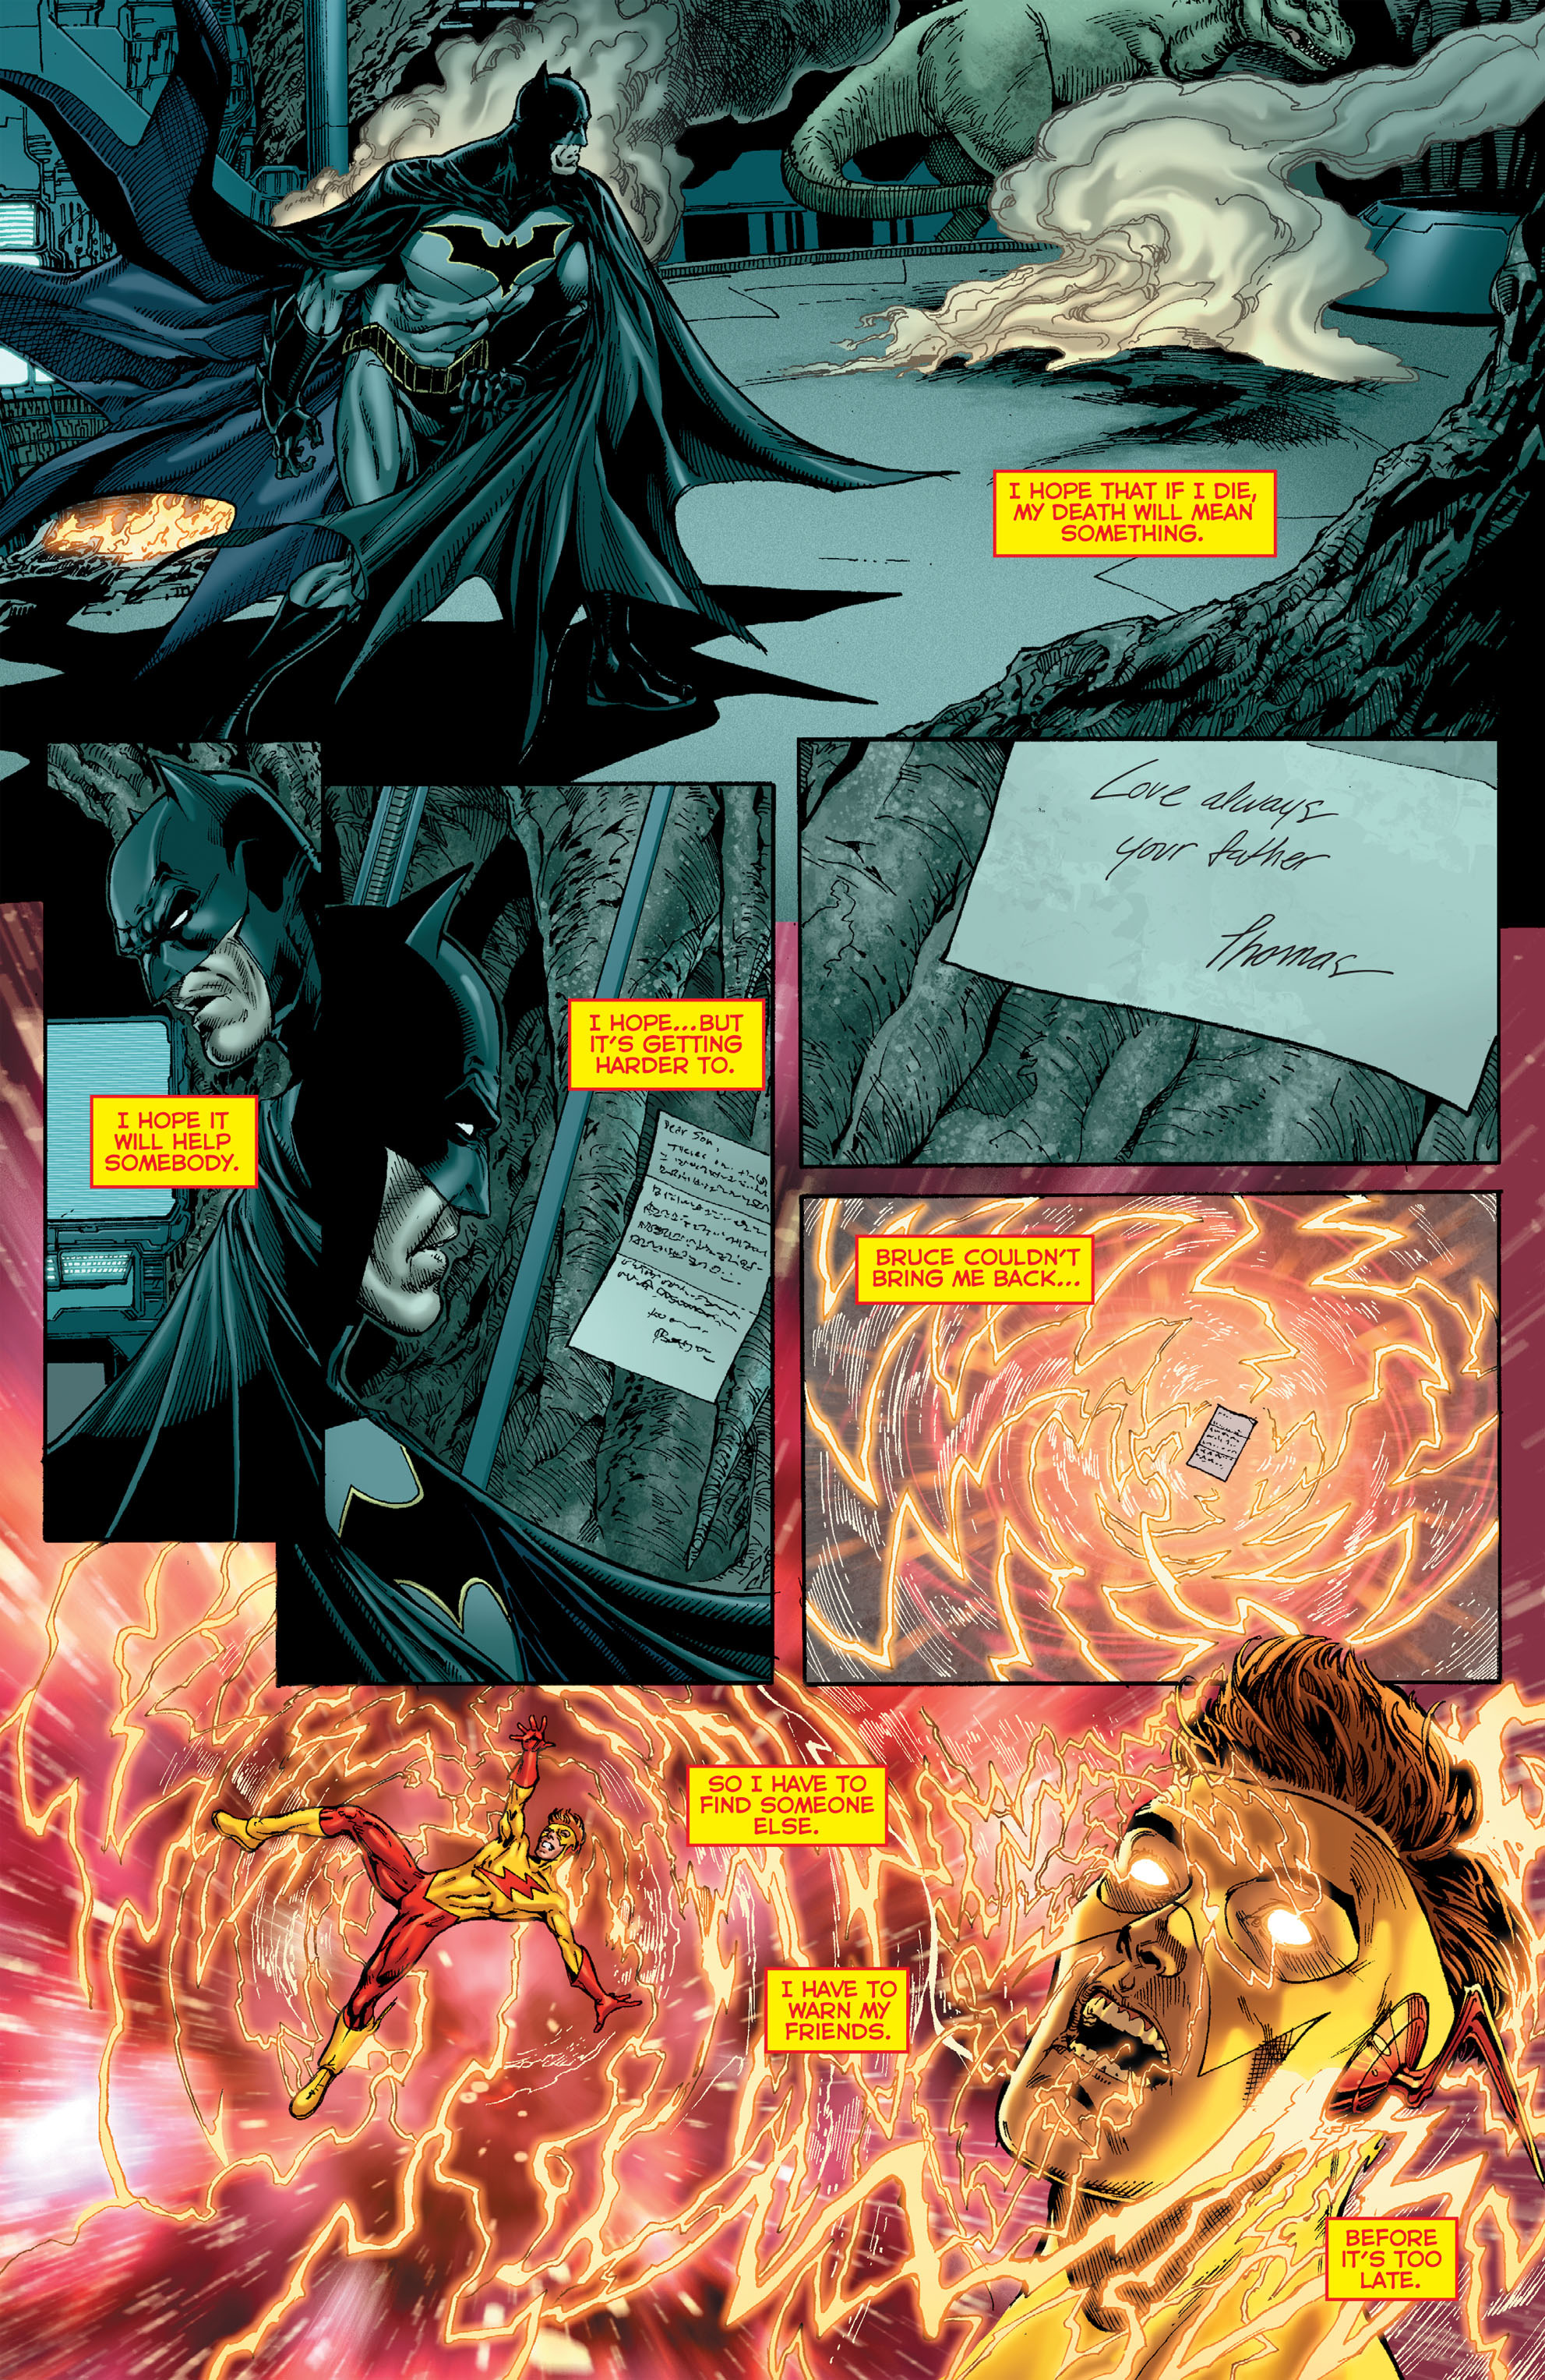 I HOPE THAT IF I DIE,
MY DEATH WILL MEAN
SOMETHING.
I HOPE IT
WILL HELP
SOMEBODY.
I HOPE...BUT
IT'S GETTING
HARDER TO.
Dear Son,
Love always
your father
Thomas
BRUCE COULDN'T
BRING ME BACK...
SO I HAVE TO
FIND SOMEONE
ELSE.
I HAVE TO
WARN MY
FRIENDS.
BEFORE
IT'S TOO
LATE.